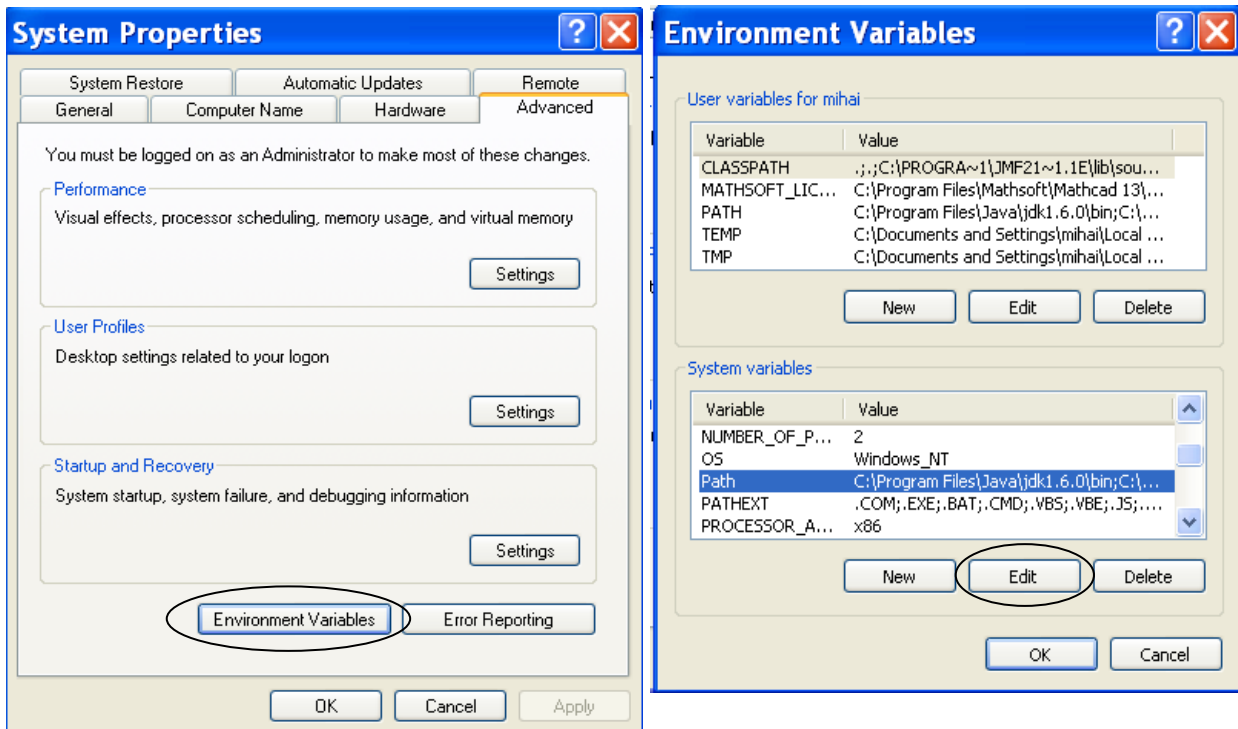 System Properties
System Restore Automatic Updates Remote
General Computer Name Hardware Advanced
You must be logged on as an Administrator to make most of these changes.
Performance
Visual effects, processor scheduling, memory usage, and virtual memory
Settings
User Profiles
Desktop settings related to your logon
Settings
Startup and Recovery
System startup, system failure, and debugging information
Settings
Environment Variables Error Reporting
OK Cancel Apply
Environment Variables
User variables for mihai
Variable Value
CLASSPATH .;.;C:\PROGRA~1\JMF21~1.1E\lib\sou...
MATHSOFT_LIC... C:\Program Files\Mathsoft\Mathcad 13\...
PATH C:\Program Files\Java\jdk1.6.0\bin;C:\...
TEMP C:\Documents and Settings\mihai\Local ...
TMP C:\Documents and Settings\mihai\Local ...
New Edit Delete
System variables
Variable Value
NUMBER_OF_P... 2
OS Windows_NT
Path C:\Program Files\Java\jdk1.6.0\bin;C:\...
PATHEXT .COM;.EXE;.BAT;.CMD;.VBS;.VBE;.JS;....
PROCESSOR_A... x86
New Edit Delete
OK Cancel